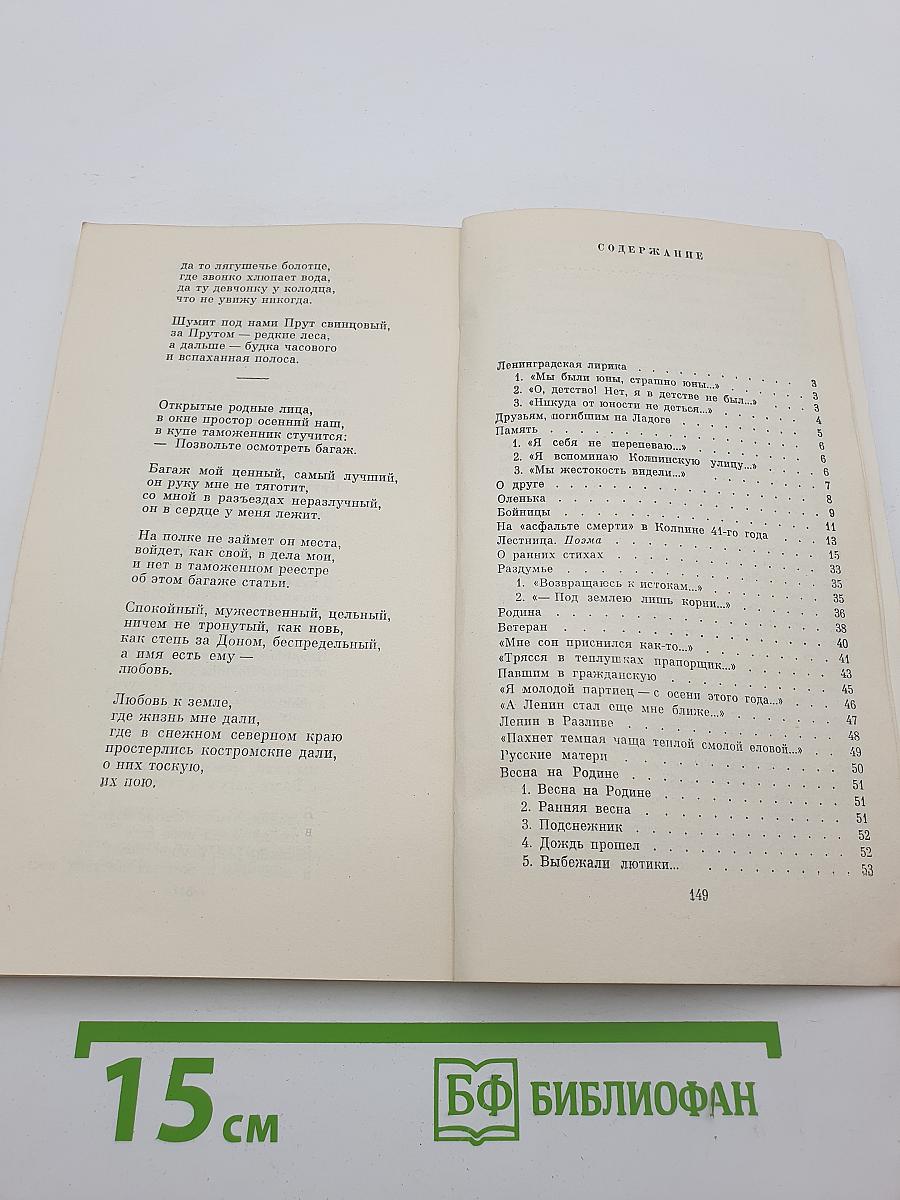 да то лягушечье болотце,
где звонко хлюпает вода,
да ту девчонку у колодца,
что не увижу никогда.
Шумит под нами Прут свинцовый,
за Прутом — редкие леса,
а дальше — будка часового
и вспаханная полоса.
Открытые родные лица,
в окне простор осенний наш,
в купе таможенник стучится:
— Позвольте осмотреть багаж.
Багаж мой ценный, самый лучший,
он руку мне не тяготит,
со мной в разъездах неразлучный,
он в сердце у меня лежит.
На полке не займет он места,
войдет, как свой, в дела мои,
и нет в таможенном реестре
об этом багаже статьи.
Спокойный, мужественный, цельный,
ничем не тронутый, как новь,
как степь за Доном, беспредельный,
а имя есть ему —
любовь.
Любовь к земле,
где жизнь мне дали,
где в снежном северном краю
простерлись костромские дали,
о них тоскую,
их пою.
СОДЕРЖАНИЕ
Ленинградская лирика . . . . . . . . . . . . 3
1. «Мы были юны, страшно юны...» . . . . . . 3
2. «О, детство! Нет, я в детстве не был...» . . 3
3. «Никуда от юности не деться...» . . . . . . 4
Друзьям, погибшим на Ладоге . . . . . . . . . 5
Память . . . . . . . . . . . . . . . . . 6
1. «Я себя не перепеваю...» . . . . . . . . . 6
2. «Я вспоминаю Колпинскую улицу...» . . . . 6
3. «Мы жестокость видели...» . . . . . . . . 7
О друге . . . . . . . . . . . . . . . . . 8
Оленька . . . . . . . . . . . . . . . . . 9
Бойницы . . . . . . . . . . . . . . . . . 11
На «асфальте смерти» в Колпине 41-го года . . . 13
Лестница. Поэма . . . . . . . . . . . . . . 15
О ранних стихах . . . . . . . . . . . . . . 33
Раздумье . . . . . . . . . . . . . . . . 35
1. «Возвращаюсь к истокам...» . . . . . . . . 35
2. «— Под землею лишь корни...» . . . . . . . 36
Родина . . . . . . . . . . . . . . . . . 38
Ветеран . . . . . . . . . . . . . . . . . 40
«Мне сон приснился как-то...» . . . . . . . . . 41
«Трясся в теплушках прапорщик...» . . . . . . . 43
Павшим в гражданскую . . . . . . . . . . . . 45
«Я молодой партиец — с осени этого года...» . . . 46
«А Ленин стал еще мне ближе...» . . . . . . . . 47
Ленин в Разливе . . . . . . . . . . . . . . 48
«Пахнет темная чаща теплой смолой еловой...» . . 49
Русские матери . . . . . . . . . . . . . . 50
Весна на Родине . . . . . . . . . . . . . . 51
1. Весна на Родине . . . . . . . . . . . . 51
2. Ранняя весна . . . . . . . . . . . . . 51
3. Подснежник . . . . . . . . . . . . . . 52
4. Дождь прошел . . . . . . . . . . . . . 52
5. Выбежали лютики... . . . . . . . . . . . 53
149
15 см
БФ БИБЛИОФАН